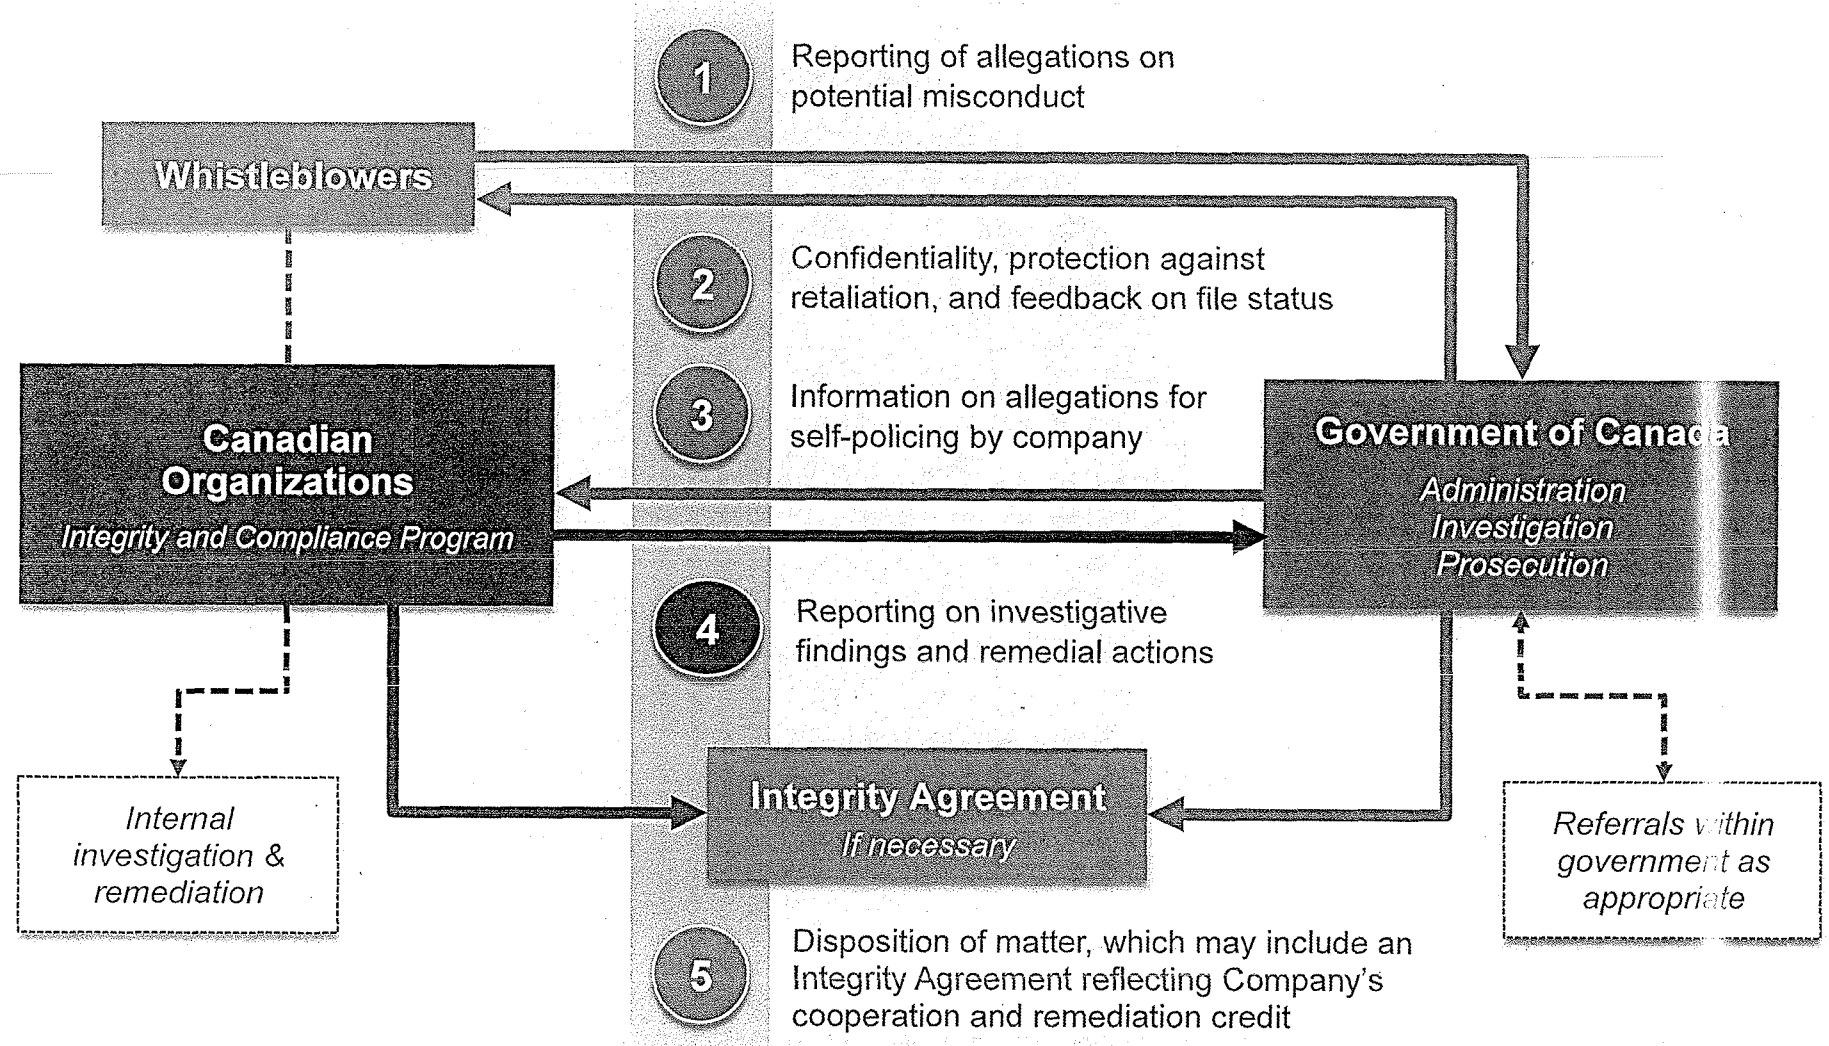 1
Reporting of allegations on
potential misconduct
Whistleblowers
2
Confidentiality, protection against
retaliation, and feedback on file status
3
Information on allegations for
self-policing by company
Canadian
Organizations
Integrity and Compliance Program
Government of Canada
Administration
Investigation
Prosecution
4
Reporting on investigative
findings and remedial actions
Integrity Agreement
If necessary
Internal
investigation &
remediation
Referrals within
government as
appropriate
5
Disposition of matter, which may include an
Integrity Agreement reflecting Company's
cooperation and remediation credit